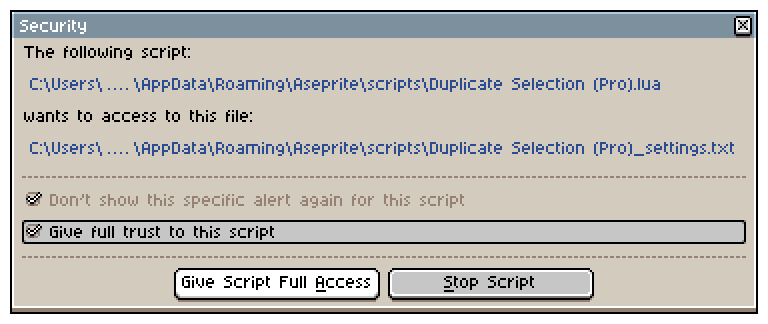 Security
The following script:
C:\Users\ .... \AppData\Roaming\Aseprite\scripts\Duplicate Selection (Pro).lua
wants to access to this file:
C:\Users\ .... \AppData\Roaming\Aseprite\scripts\Duplicate Selection (Pro)_settings.txt
Don't show this specific alert again for this script
Give full trust to this script
Give Script Full Access
Stop Script